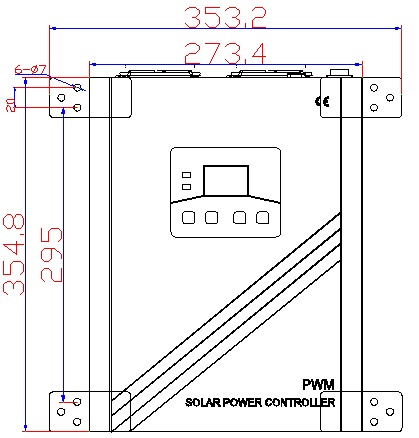 353.2
273.4
6-Ø7
20
CE
354.8
295
PWM
SOLAR POWER CONTROLLER